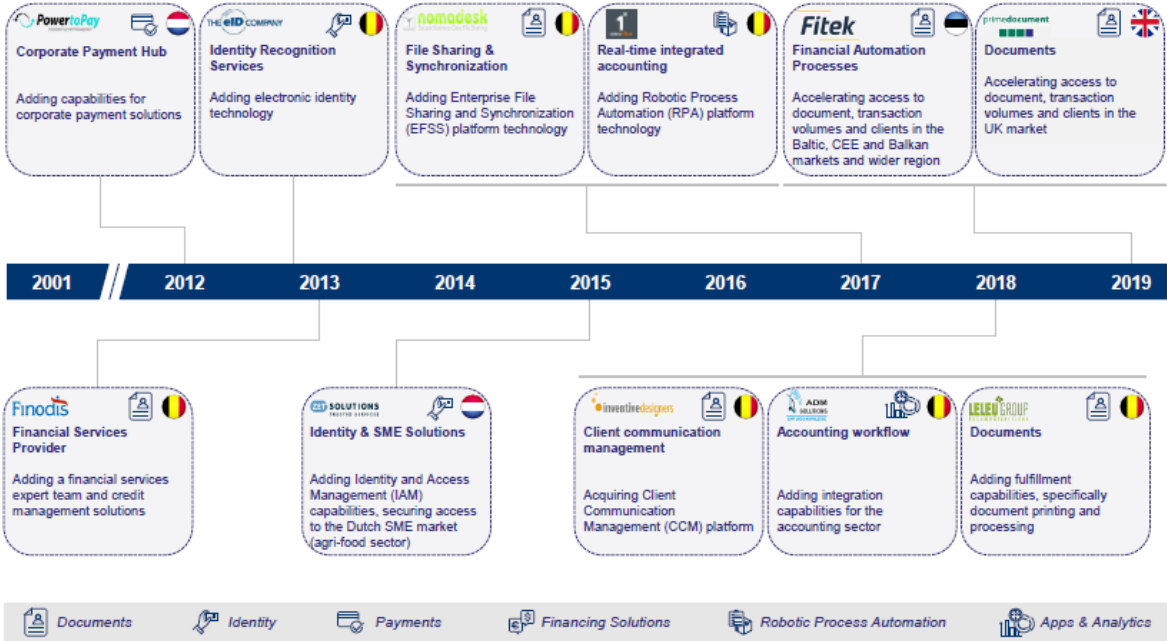 PowertoPay
Corporate Payment Hub
Adding capabilities for
corporate payment solutions
THE eID COMPANY
Identity Recognition
Services
Adding electronic identity
technology
nomadesk
File Sharing &
Synchronization
Adding Enterprise File
Sharing and Synchronization
(EFSS) platform technology
1
Real-time integrated
accounting
Adding Robotic Process
Automation (RPA) platform
technology
Fitek
Financial Automation
Processes
Accelerating access to
document, transaction
volumes and clients in the
Baltic, CEE and Balkan
markets and wider region
primedocument
Documents
Accelerating access to
document, transaction
volumes and clients in the
UK market
2001 2012 2013 2014 2015 2016 2017 2018 2019
Finodis
Financial Services
Provider
Adding a financial services
expert team and credit
management solutions
SOLUTIONS
TRUSTED SERVICES
Identity & SME Solutions
Adding Identity and Access
Management (IAM)
capabilities, securing access
to the Dutch SME market
(agri-food sector)
inventivedesigners
Client communication
management
Acquiring Client
Communication
Management (CCM) platform
ADM
SOLUTIONS
Accounting workflow
Adding integration
capabilities for the
accounting sector
LELEU GROUP
Documents
Adding fulfillment
capabilities, specifically
document printing and
processing
Documents Identity Payments Financing Solutions Robotic Process Automation Apps & Analytics